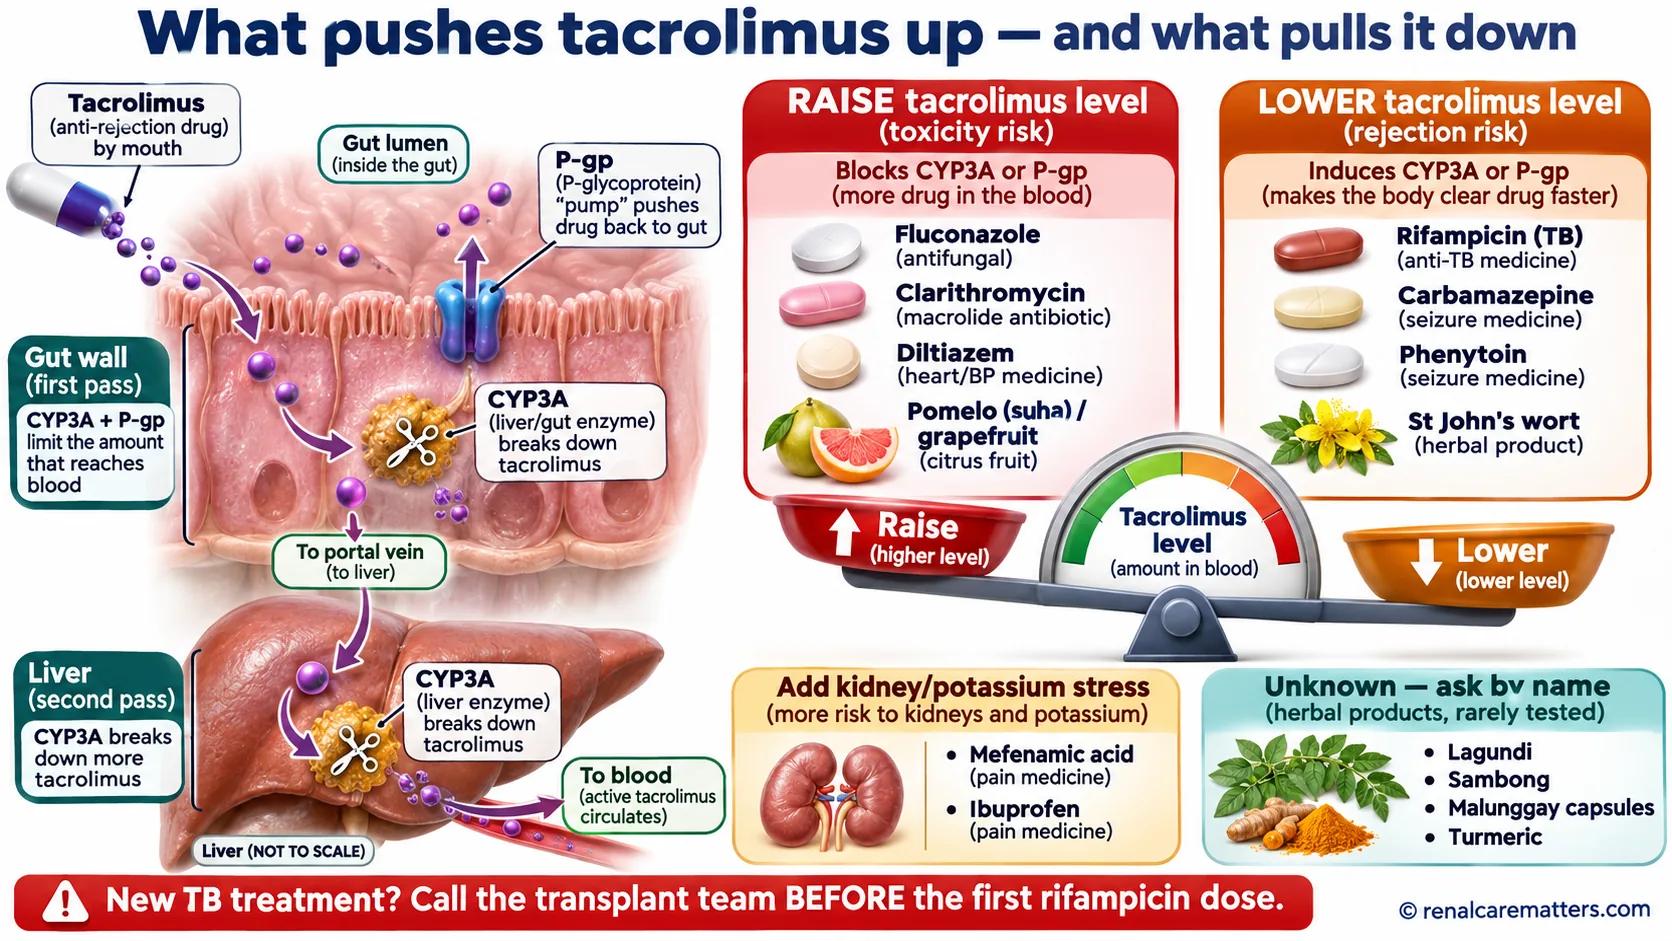 What pushes tacrolimus up — and what pulls it down
Tacrolimus
(anti-rejection drug)
by mouth
Gut lumen
(inside the gut)
P-gp
(P-glycoprotein)
“pump” pushes
drug back to gut
Gut wall
(first pass)
CYP3A + P-gp
limit the amount
that reaches
blood
CYP3A
(liver/gut enzyme)
breaks down
tacrolimus
To portal vein
(to liver)
Liver
(second pass)
CYP3A breaks
down more
tacrolimus
CYP3A
(liver enzyme)
breaks down
tacrolimus
To blood
(active tacrolimus
circulates)
Liver (NOT TO SCALE)
RAISE tacrolimus level
(toxicity risk)
Blocks CYP3A or P-gp
(more drug in the blood)
Fluconazole
(antifungal)
Clarithromycin
(macrolide antibiotic)
Diltiazem
(heart/BP medicine)
Pomelo (suha) /
grapefruit
(citrus fruit)
LOWER tacrolimus level
(rejection risk)
Induces CYP3A or P-gp
(makes the body clear drug faster)
Rifampicin (TB)
(anti-TB medicine)
Carbamazepine
(seizure medicine)
Phenytoin
(seizure medicine)
St John's wort
(herbal product)
Raise
(higher level)
Tacrolimus
level
(amount in blood)
Lower
(lower level)
Add kidney/potassium stress
(more risk to kidneys and potassium)
• Mefenamic acid
(pain medicine)
• Ibuprofen
(pain medicine)
Unknown — ask by name
(herbal products, rarely tested)
• Lagundi
• Sambong
• Malunggay capsules
• Turmeric
! New TB treatment? Call the transplant team BEFORE the first rifampicin dose.
© renalcarematters.com